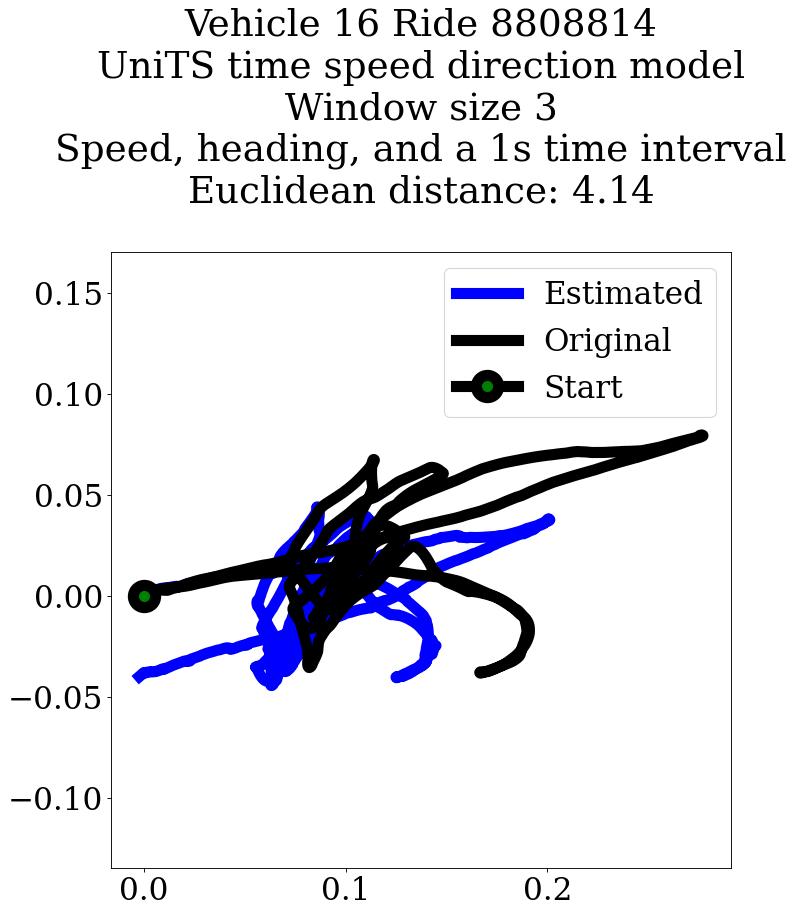 Vehicle 16 Ride 8808814
UniTS time speed direction model
Window size 3
Speed, heading, and a 1s time interval
Euclidean distance: 4.14
Estimated
Original
Start
0.15
0.10
0.05
0.00
−0.05
−0.10
0.0 0.1 0.2